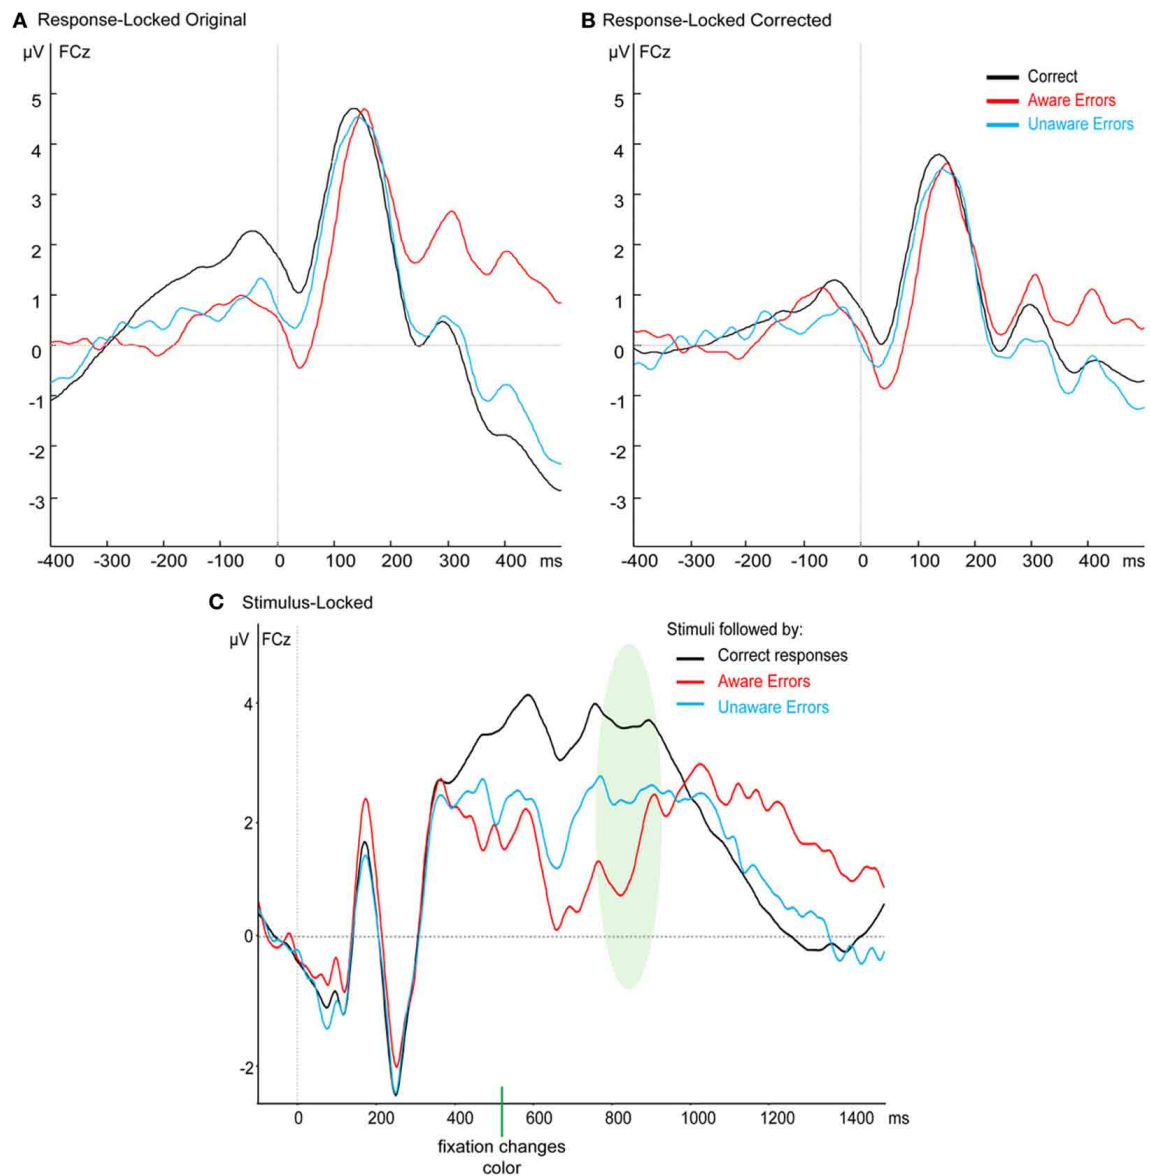 A Response-Locked Original
µV FCz
5
4
3
2
1
0
-1
-2
-3
-400 -300 -200 -100 0 100 200 300 400 ms
B Response-Locked Corrected
µV FCz
Correct
Aware Errors
Unaware Errors
5
4
3
2
1
0
-1
-2
-3
-400 -300 -200 -100 0 100 200 300 400 ms
C Stimulus-Locked
µV FCz
Stimuli followed by:
Correct responses
Aware Errors
Unaware Errors
4
2
0
-2
0 200 400 600 800 1000 1200 1400 ms
fixation changes
color